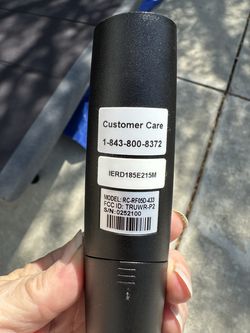 Customer Care
1-843-800-8372
IERD185E215M
MODEL: RC-RF05D-433
FCC ID: TRUWR-P2
S/N:0252100